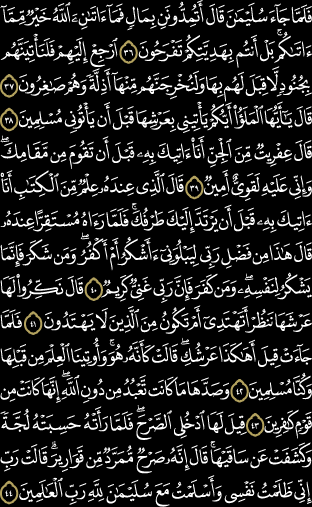 فَلَمَّا جَآءَ سُلَيْمَـٰنَ قَالَ أَتُمِدُّونَنِ بِمَالٍ فَمَآ ءَاتَىٰنِۦَ ٱللَّهُ خَيْرٌ مِّمَّآ
ءَاتَىٰكُم بَلْ أَنتُم بِهَدِيَّتِكُمْ تَفْرَحُونَ ٣٦ ٱرْجِعْ إِلَيْهِمْ فَلَنَأْتِيَنَّهُم
بِجُنُودٍ لَّا قِبَلَ لَهُم بِهَا وَلَنُخْرِجَنَّهُم مِّنْهَآ أَذِلَّةً وَهُمْ صَـٰغِرُونَ ٣٧
قَالَ يَـٰٓأَيُّهَا ٱلْمَلَؤُا۟ أَيُّكُمْ يَأْتِينِى بِعَرْشِهَا قَبْلَ أَن يَأْتُونِى مُسْلِمِينَ ٣٨
قَالَ عِفْرِيتٌ مِّنَ ٱلْجِنِّ أَنَا۠ ءَاتِيكَ بِهِۦ قَبْلَ أَن تَقُومَ مِن مَّقَامِكَ ۖ
وَإِنِّى عَلَيْهِ لَقَوِىٌّ أَمِينٌ ٣٩ قَالَ ٱلَّذِى عِندَهُۥ عِلْمٌ مِّنَ ٱلْكِتَـٰبِ أَنَا۠
ءَاتِيكَ بِهِۦ قَبْلَ أَن يَرْتَدَّ إِلَيْكَ طَرْفُكَ ۚ فَلَمَّا رَءَاهُ مُسْتَقِرًّا عِندَهُۥ
قَالَ هَـٰذَا مِن فَضْلِ رَبِّى لِيَبْلُوَنِىٓ ءَأَشْكُرُ أَمْ أَكْفُرُ ۖ وَمَن شَكَرَ فَإِنَّمَا
يَشْكُرُ لِنَفْسِهِۦ ۖ وَمَن كَفَرَ فَإِنَّ رَبِّى غَنِىٌّ كَرِيمٌ ٤٠ قَالَ نَكِّرُوا۟ لَهَا
عَرْشَهَا نَنظُرْ أَتَهْتَدِىٓ أَمْ تَكُونُ مِنَ ٱلَّذِينَ لَا يَهْتَدُونَ ٤١ فَلَمَّا
جَآءَتْ قِيلَ أَهَـٰكَذَا عَرْشُكِ ۖ قَالَتْ كَأَنَّهُۥ هُوَ ۚ وَأُوتِينَا ٱلْعِلْمَ مِن قَبْلِهَا
وَكُنَّا مُسْلِمِينَ ٤٢ وَصَدَّهَا مَا كَانَت تَّعْبُدُ مِن دُونِ ٱللَّهِ ۖ إِنَّهَا كَانَتْ مِن
قَوْمٍ كَـٰفِرِينَ ٤٣ قِيلَ لَهَا ٱدْخُلِى ٱلصَّرْحَ ۖ فَلَمَّا رَأَتْهُ حَسِبَتْهُ لُجَّةً
وَكَشَفَتْ عَن سَاقَيْهَا ۚ قَالَ إِنَّهُۥ صَرْحٌ مُّمَرَّدٌ مِّن قَوَارِيرَ ۗ قَالَتْ رَبِّ
إِنِّى ظَلَمْتُ نَفْسِى وَأَسْلَمْتُ مَعَ سُلَيْمَـٰنَ لِلَّهِ رَبِّ ٱلْعَـٰلَمِينَ ٤٤